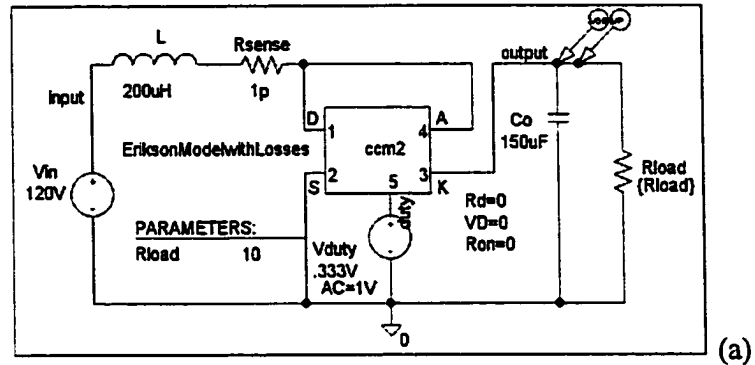 L
Rsense
output
input
200uH
1p
D
A
1
4
ccm2
Co
150uF
EriksonModelwithLosses
Rload
{Rload}
Vin
120V
2
3
S
5
K
duty
Rd=0
VD=0
Ron=0
PARAMETERS:
Rload 10
Vduty
.333V
AC=1V
0
(a)